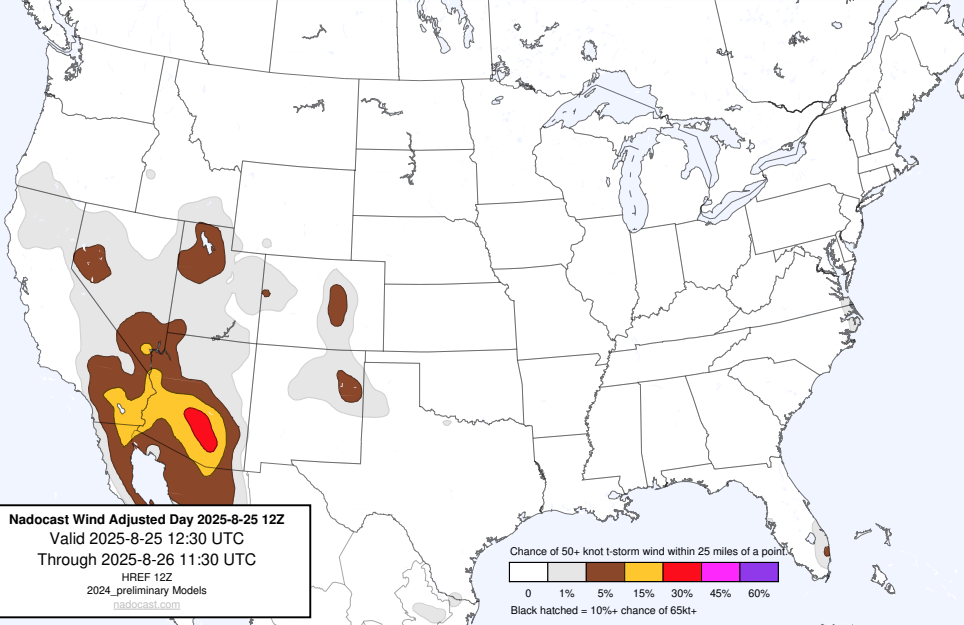 Nadocast Wind Adjusted Day 2025-8-25 12Z
Valid 2025-8-25 12:30 UTC
Through 2025-8-26 11:30 UTC
HREF 12Z
2024_preliminary Models
nadocast.com
Chance of 50+ knot t-storm wind within 25 miles of a point.
0 1% 5% 15% 30% 45% 60%
Black hatched = 10%+ chance of 65kt+